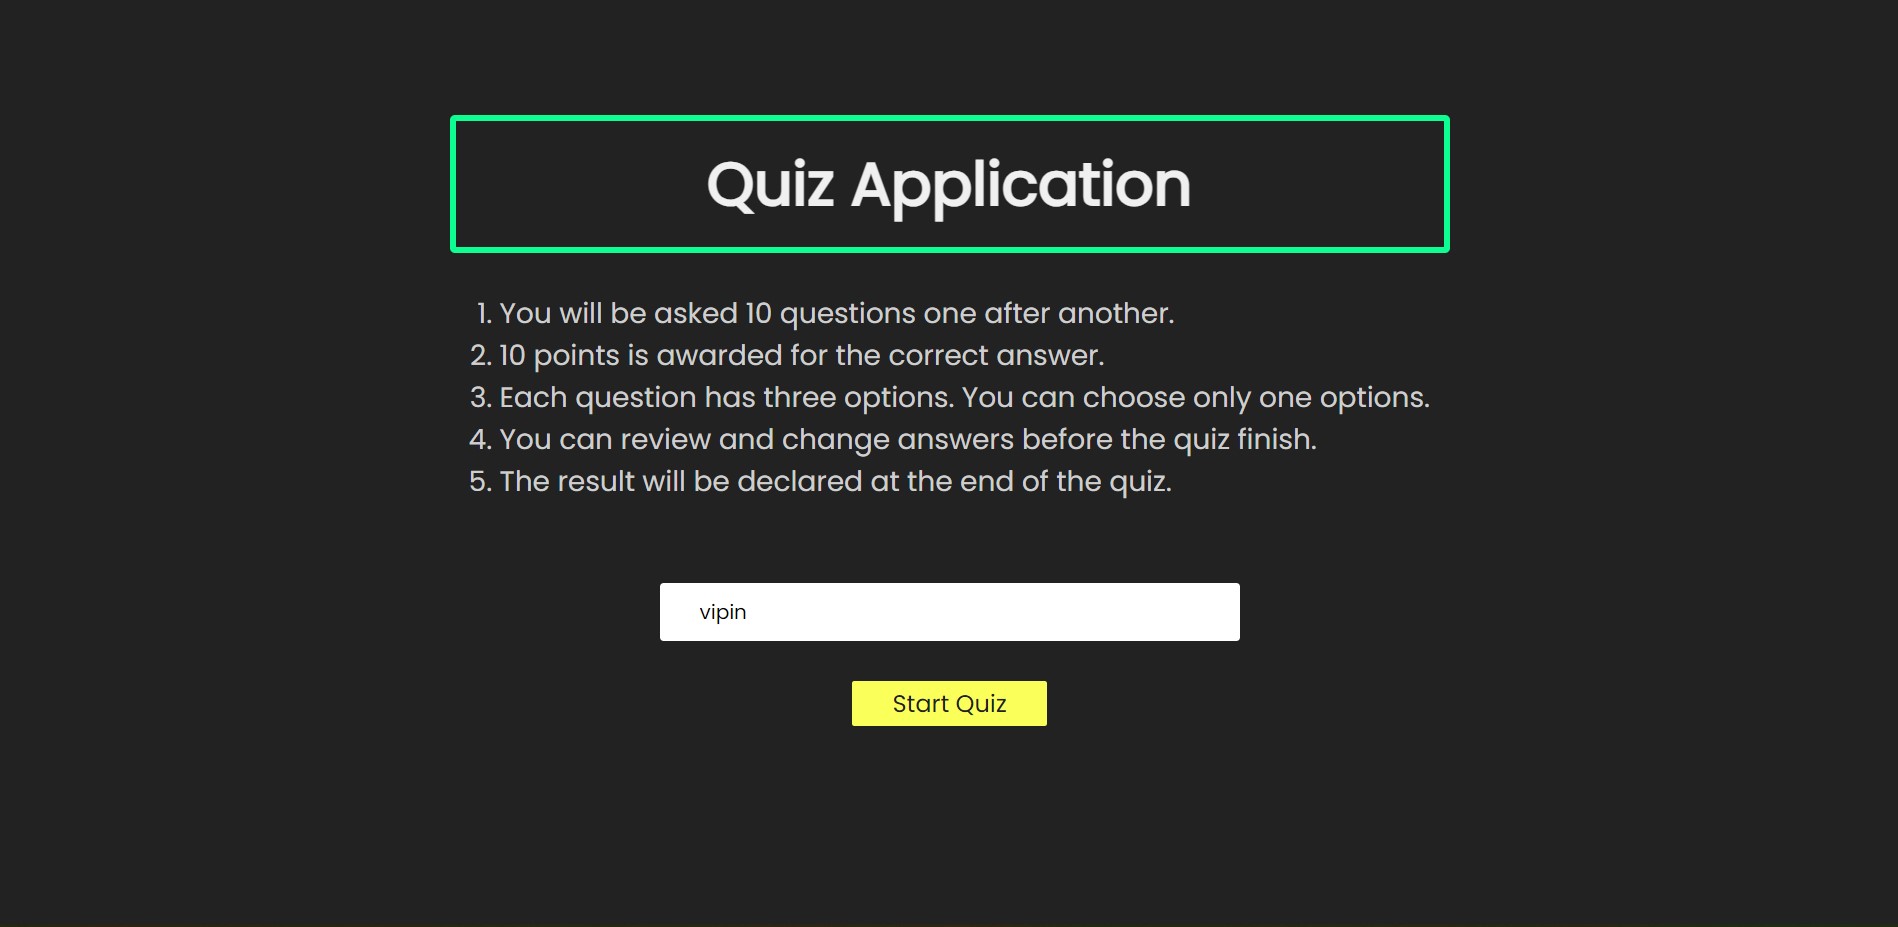 Quiz Application
1. You will be asked 10 questions one after another.
2. 10 points is awarded for the correct answer.
3. Each question has three options. You can choose only one options.
4. You can review and change answers before the quiz finish.
5. The result will be declared at the end of the quiz.
vipin
Start Quiz